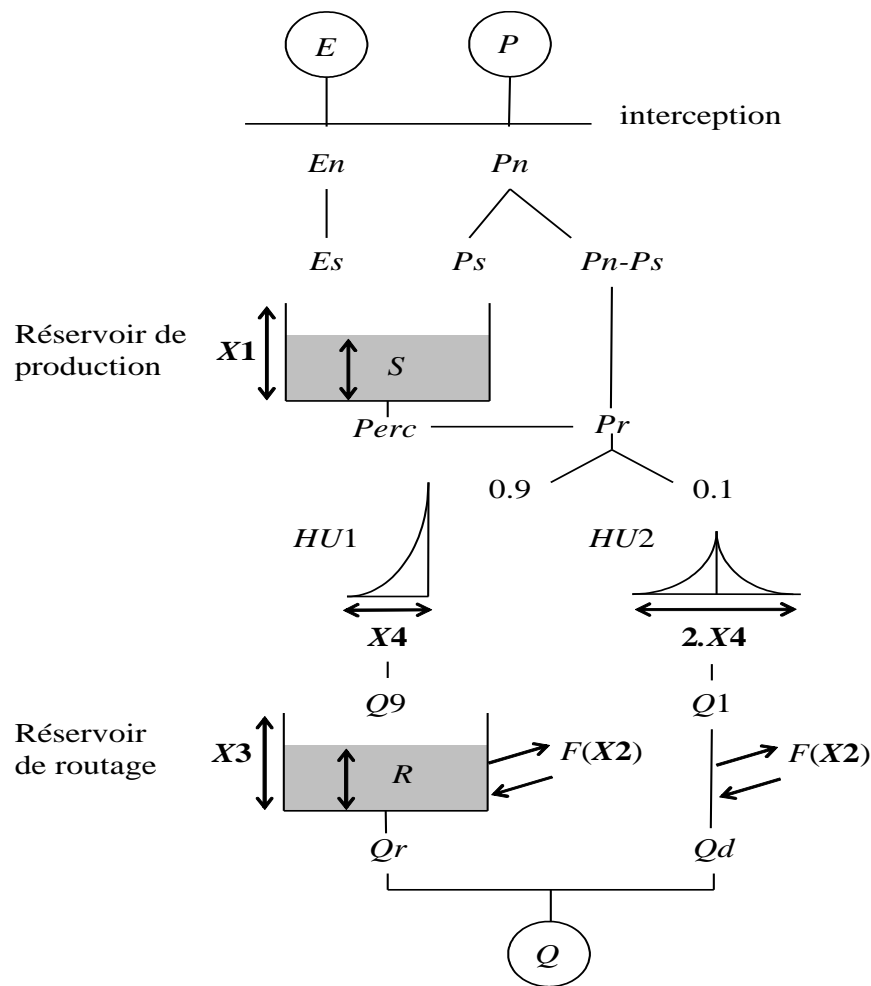 E P
interception
En Pn
Es Ps Pn-Ps
Réservoir de
production
X1 S
Perc Pr
0.9 0.1
HU1 HU2
X4 2.X4
Q9 Q1
Réservoir
de routage
X3 R F(X2) F(X2)
Qr Qd
Q